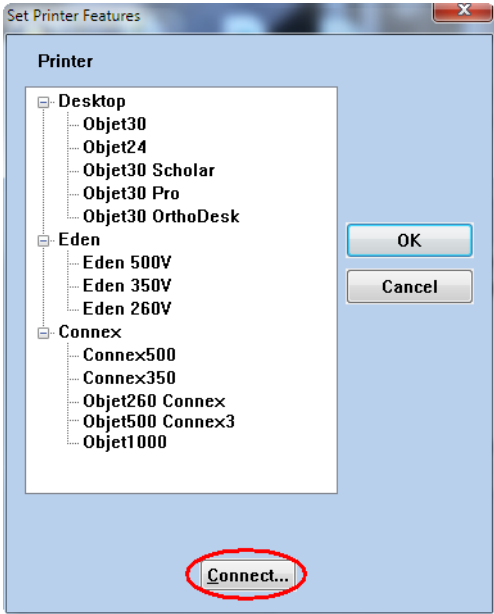 Set Printer Features
Printer
Desktop
Objet30
Objet24
Objet30 Scholar
Objet30 Pro
Objet30 OrthoDesk
Eden
Eden 500V
Eden 350V
Eden 260V
Connex
Connex500
Connex350
Objet260 Connex
Objet500 Connex3
Objet1000
OK
Cancel
Connect...